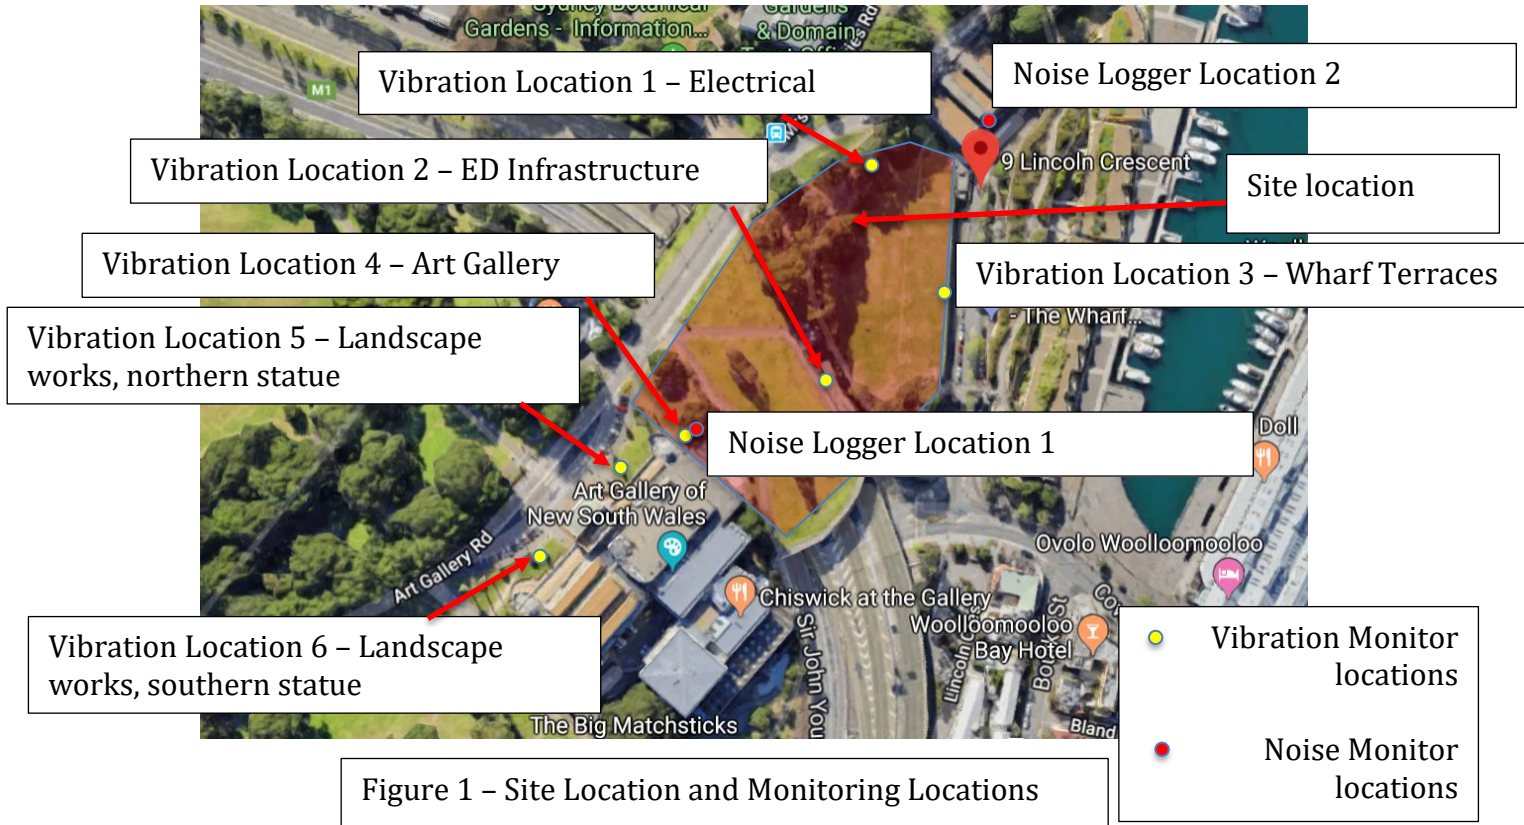 Sydney Botanical
Gardens - Information...
Gardens
& Domain
M1
Vibration Location 1 – Electrical
Noise Logger Location 2
Vibration Location 2 – ED Infrastructure
9 Lincoln Crescent
Site location
Vibration Location 4 – Art Gallery
Vibration Location 3 – Wharf Terraces
- The Wharf...
Vibration Location 5 – Landscape
works, northern statue
Noise Logger Location 1
Doll
Art Gallery of
New South Wales
Art Gallery Rd
Ovolo Woolloomooloo
Chiswick at the Gallery
Woolloomooloo
Bay Hotel
Sir John You
Vibration Location 6 – Landscape
works, southern statue
The Big Matchsticks
Bland
Vibration Monitor
locations
Noise Monitor
locations
Figure 1 – Site Location and Monitoring Locations